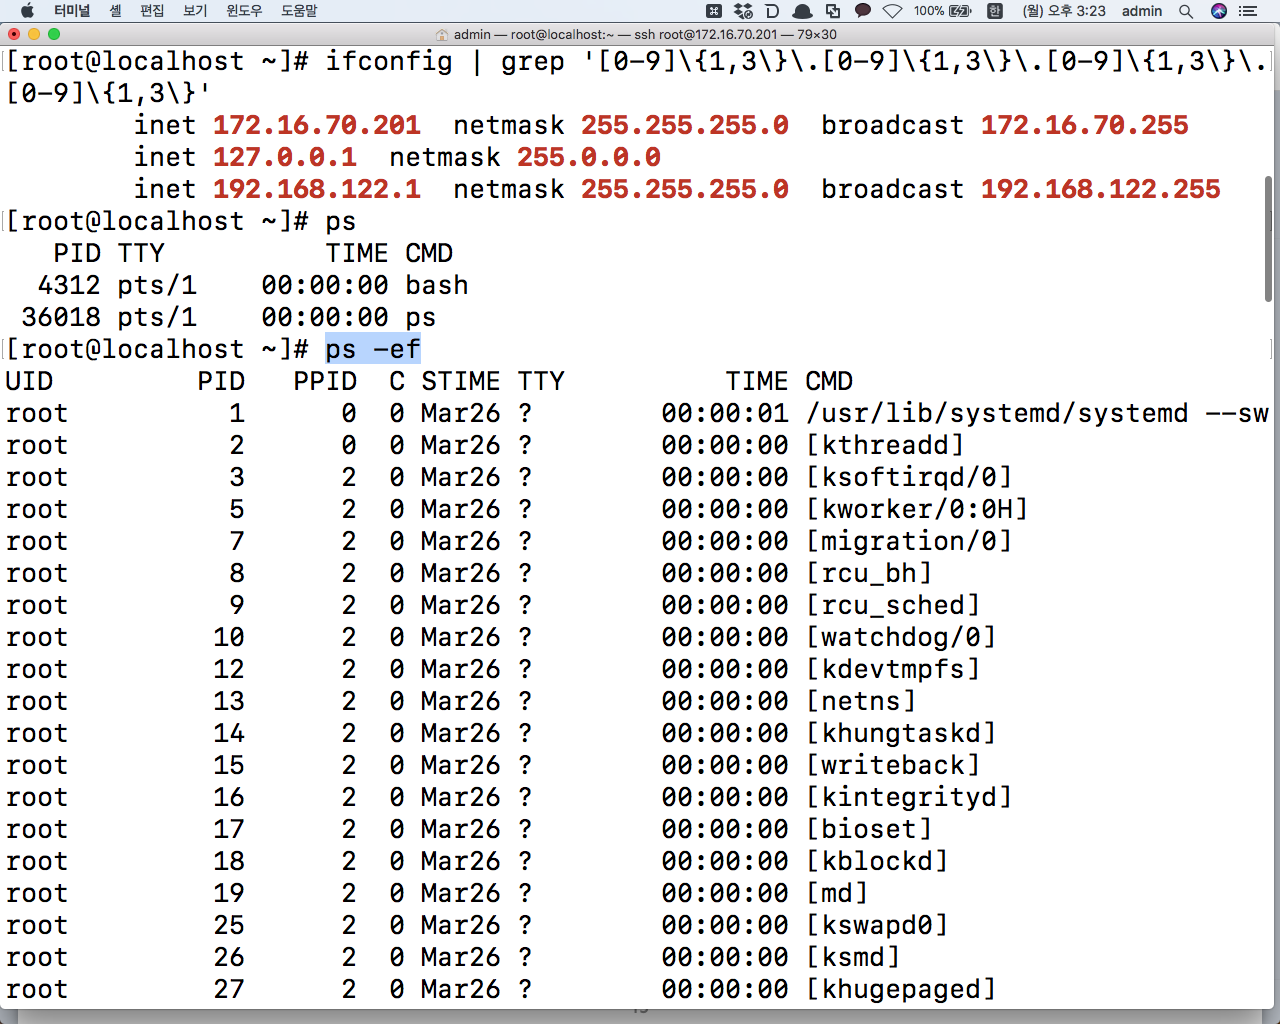 터미널 셸 편집 보기 윈도우 도움말 100% 한 (월) 오후 3:23 admin
admin — root@localhost:~ — ssh root@172.16.70.201 — 79×30
[root@localhost ~]# ifconfig | grep '[0-9]\{1,3\}\.[0-9]\{1,3\}\.[0-9]\{1,3\}\.
[0-9]\{1,3\}'
inet 172.16.70.201 netmask 255.255.255.0 broadcast 172.16.70.255
inet 127.0.0.1 netmask 255.0.0.0
inet 192.168.122.1 netmask 255.255.255.0 broadcast 192.168.122.255
[root@localhost ~]# ps
PID TTY TIME CMD
4312 pts/1 00:00:00 bash
36018 pts/1 00:00:00 ps
[root@localhost ~]# ps -ef
UID PID PPID C STIME TTY TIME CMD
root 1 0 0 Mar26 ? 00:00:01 /usr/lib/systemd/systemd --sw
root 2 0 0 Mar26 ? 00:00:00 [kthreadd]
root 3 2 0 Mar26 ? 00:00:00 [ksoftirqd/0]
root 5 2 0 Mar26 ? 00:00:00 [kworker/0:0H]
root 7 2 0 Mar26 ? 00:00:00 [migration/0]
root 8 2 0 Mar26 ? 00:00:00 [rcu_bh]
root 9 2 0 Mar26 ? 00:00:00 [rcu_sched]
root 10 2 0 Mar26 ? 00:00:00 [watchdog/0]
root 12 2 0 Mar26 ? 00:00:00 [kdevtmpfs]
root 13 2 0 Mar26 ? 00:00:00 [netns]
root 14 2 0 Mar26 ? 00:00:00 [khungtaskd]
root 15 2 0 Mar26 ? 00:00:00 [writeback]
root 16 2 0 Mar26 ? 00:00:00 [kintegrityd]
root 17 2 0 Mar26 ? 00:00:00 [bioset]
root 18 2 0 Mar26 ? 00:00:00 [kblockd]
root 19 2 0 Mar26 ? 00:00:00 [md]
root 25 2 0 Mar26 ? 00:00:00 [kswapd0]
root 26 2 0 Mar26 ? 00:00:00 [ksmd]
root 27 2 0 Mar26 ? 00:00:00 [khugepaged]